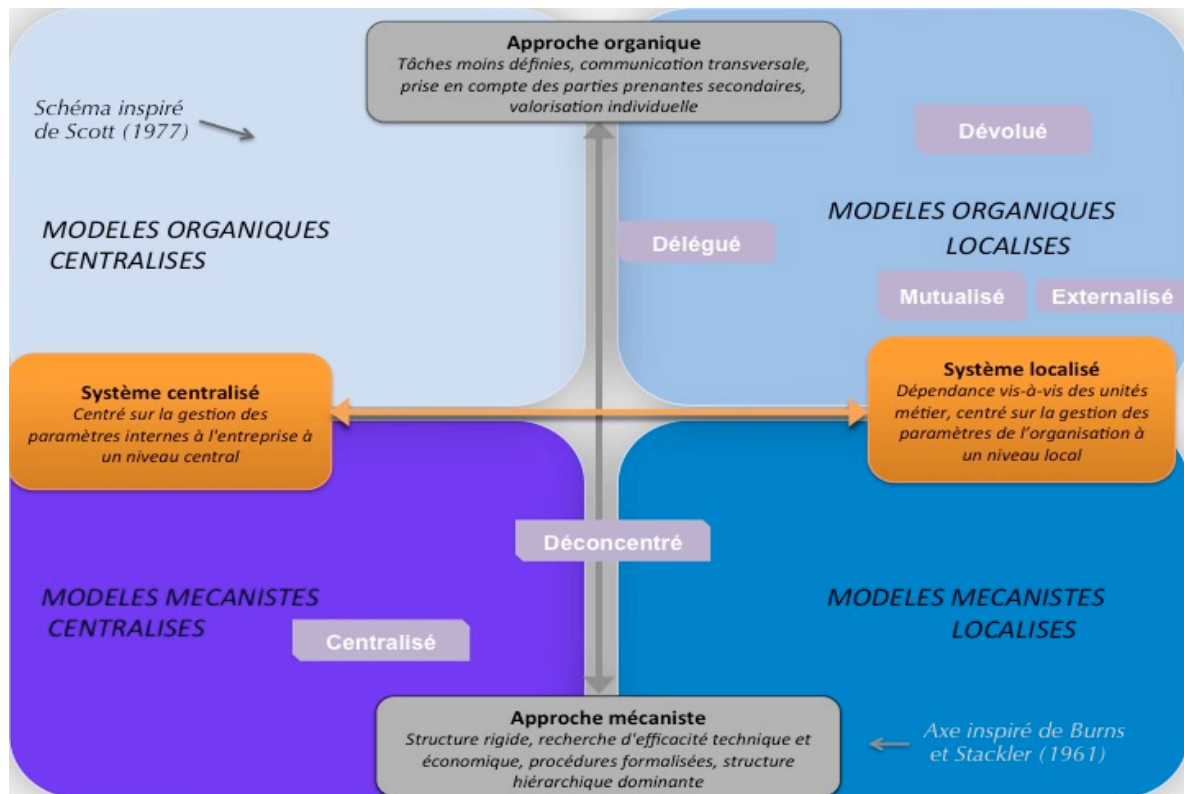 Approche organique
Tâches moins définies, communication transversale,
prise en compte des parties prenantes secondaires,
valorisation individuelle
Schéma inspiré
de Scott (1977)
Dévolué
MODELES ORGANIQUES
CENTRALISES
Délégué
MODELES ORGANIQUES
LOCALISES
Mutualisé
Externalisé
Système centralisé
Centré sur la gestion des
paramètres internes à l'entreprise à
un niveau central
Système localisé
Dépendance vis-à-vis des unités
métier, centré sur la gestion des
paramètres de l'organisation à
un niveau local
Déconcentré
MODELES MECANISTES
CENTRALISES
Centralisé
MODELES MECANISTES
LOCALISES
Approche mécaniste
Structure rigide, recherche d'efficacité technique et
économique, procédures formalisées, structure
hiérarchique dominante
Axe inspiré de Burns
et Stackler (1961)